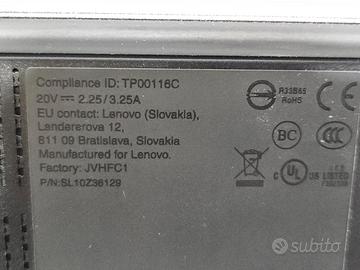 Compliance ID: TP00116C
20V ⎓ 2.25/3.25A
EU contact: Lenovo (Slovakia),
Landererova 12,
811 09 Bratislava, Slovakia
Manufactured for Lenovo.
Factory: JVHFC1
P/N:SL10Z36129
R33B65
RoHS
BC
CCC
C UL US LISTED
subito